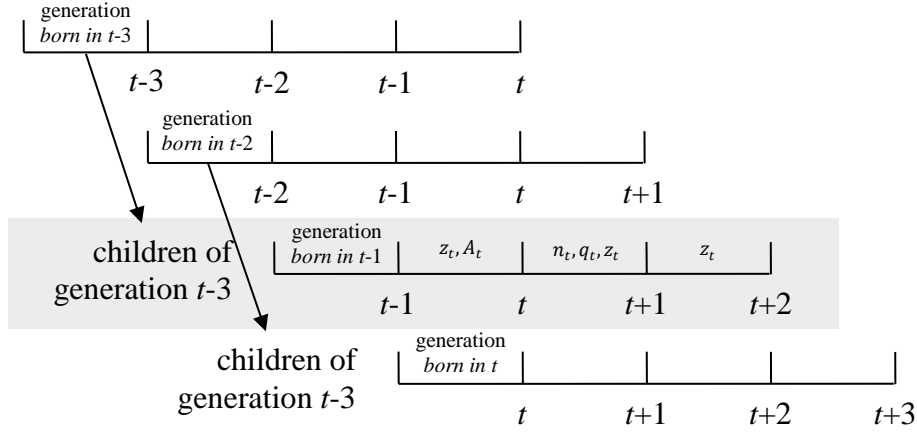 generation
born in t-3
t-3 t-2 t-1 t
generation
born in t-2
t-2 t-1 t t+1
children of
generation t-3
generation
born in t-1
z_t, A_t
n_t, q_t, z_t
z_t
t-1 t t+1 t+2
children of
generation t-3
generation
born in t
t t+1 t+2 t+3